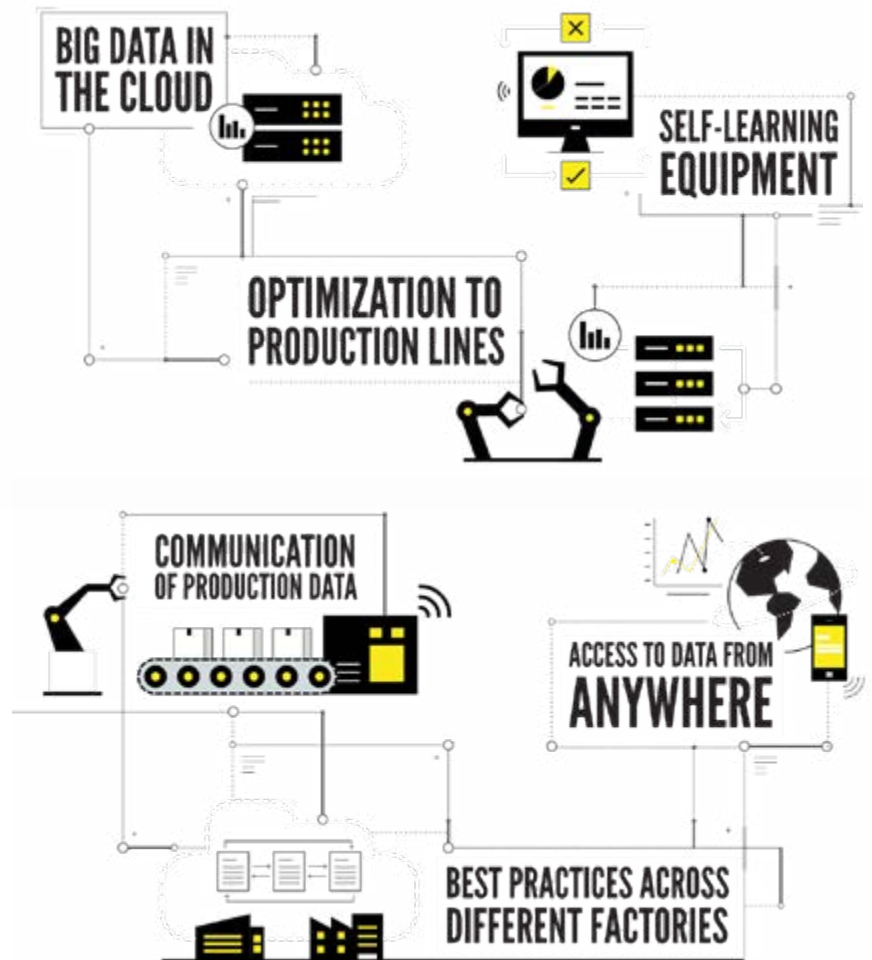 BIG DATA IN
THE CLOUD
SELF-LEARNING
EQUIPMENT
OPTIMIZATION TO
PRODUCTION LINES
COMMUNICATION
OF PRODUCTION DATA
ACCESS TO DATA FROM
ANYWHERE
BEST PRACTICES ACROSS
DIFFERENT FACTORIES